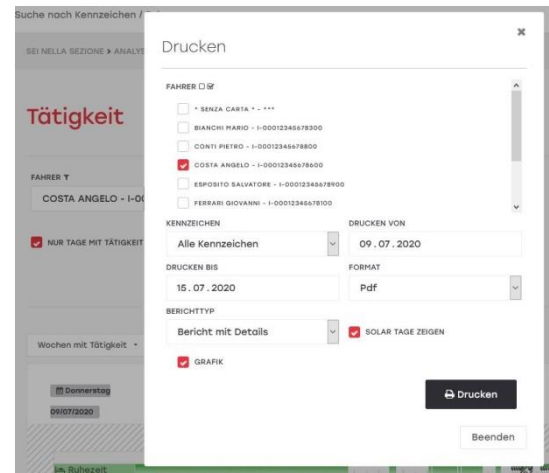 Suche nach Kennzeichen /
SEI NELLA SEZIONE > ANALYS
Tätigkeit
FAHRER
COSTA ANGELO - I-00
NUR TAGE MIT TÄTIGKEIT
Wochen mit Tätigkeit
Donnerstag
09/07/2020
Ruhezeit
Drucken
FAHRER
* SENZA CARTA * - ***
BIANCHI MARIO - I-00012345678300
CONTI PIETRO - I-00012345678800
COSTA ANGELO - I-00012345678600
ESPOSITO SALVATORE - I-00012345678900
FERRARI GIOVANNI - I-00012345678100
KENNZEICHEN
DRUCKEN VON
Alle Kennzeichen
09.07.2020
DRUCKEN BIS
FORMAT
15.07.2020
Pdf
BERICHTTYP
Bericht mit Details
SOLAR TAGE ZEIGEN
GRAFIK
Drucken
Beenden